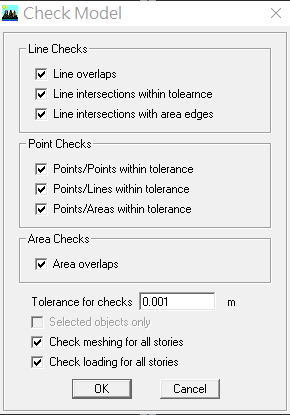 Check Model
Line Checks
Line overlaps
Line intersections within tolearnce
Line intersections with area edges
Point Checks
Points/Points within tolerance
Points/Lines within tolerance
Points/Areas within tolerance
Area Checks
Area overlaps
Tolerance for checks 0.001 m
Selected objects only
Check meshing for all stories
Check loading for all stories
OK Cancel